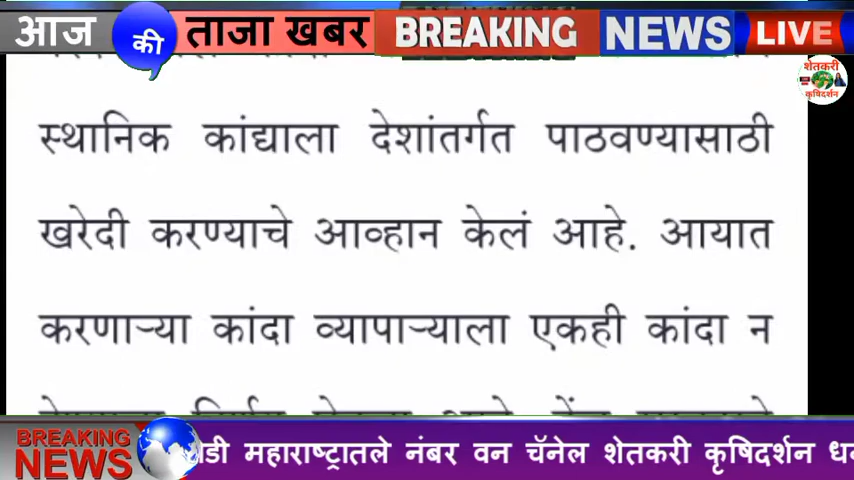 आज की ताजा खबर BREAKING NEWS LIVE
शेतकरी
कृषिदर्शन
स्थानिक कांद्याला देशांतर्गत पाठवण्यासाठी
खरेदी करण्याचे आव्हान केलं आहे. आयात
करणाऱ्या कांदा व्यापाऱ्याला एकही कांदा न
BREAKING
NEWS
महाराष्ट्रातले नंबर वन चॅनेल शेतकरी कृषिदर्शन